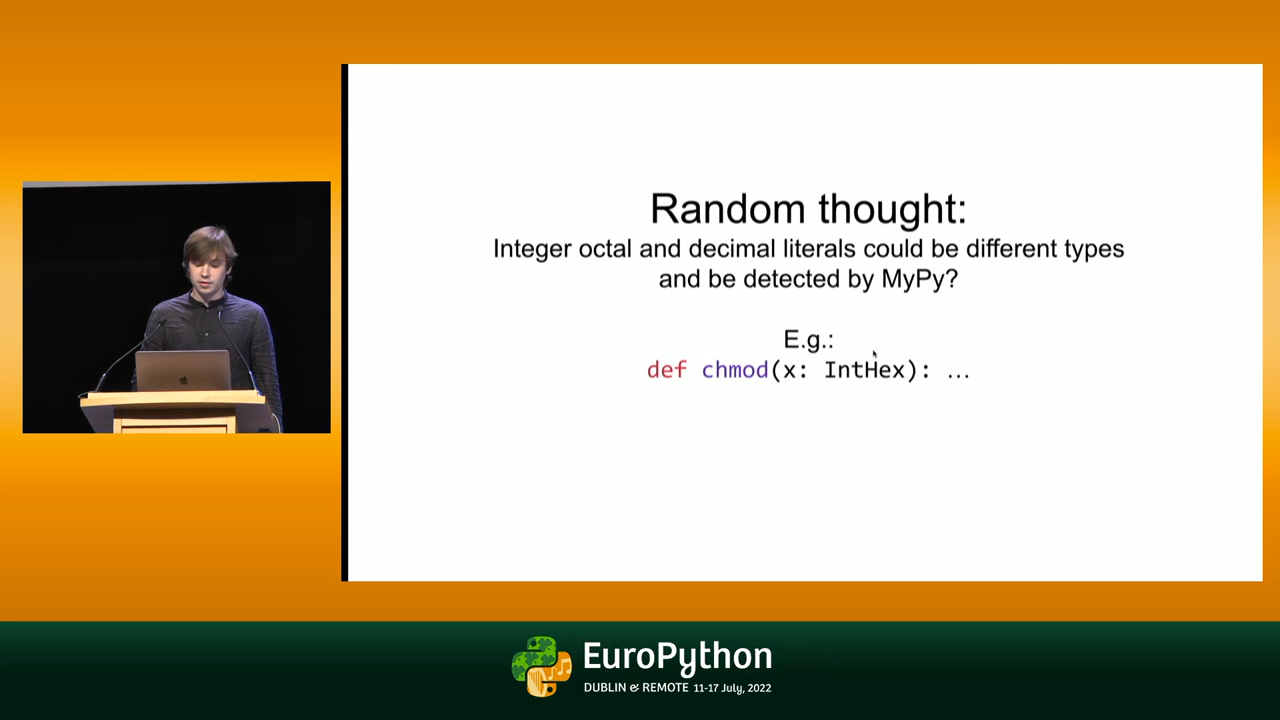 Random thought:
Integer octal and decimal literals could be different types
and be detected by MyPy?
E.g.:
def chmod(x: IntHex): ...
EuroPython
DUBLIN & REMOTE 11-17 July, 2022